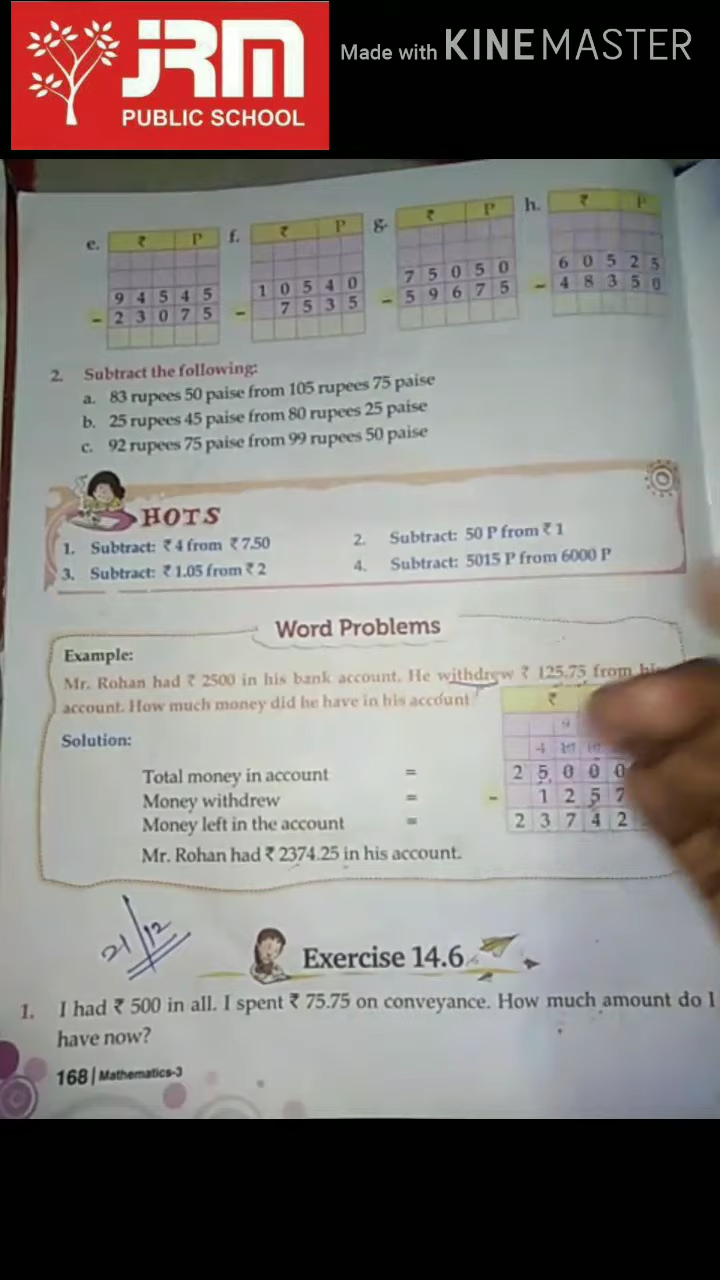 JRM
PUBLIC SCHOOL
Made with KINEMASTER
e. ₹ P f. ₹ P g. ₹ P h. ₹ P
9 4 5 4 5 1 0 5 4 0 7 5 0 5 0 6 0 5 2 5
- 2 3 0 7 5 - 7 5 3 5 - 5 9 6 7 5 - 4 8 3 5 0
2. Subtract the following:
a. 83 rupees 50 paise from 105 rupees 75 paise
b. 25 rupees 45 paise from 80 rupees 25 paise
c. 92 rupees 75 paise from 99 rupees 50 paise
HOTS
1. Subtract: ₹ 4 from ₹ 7.50 2. Subtract: 50 P from ₹ 1
3. Subtract: ₹ 1.05 from ₹ 2 4. Subtract: 5015 P from 6000 P
Word Problems
Example:
Mr. Rohan had ₹ 2500 in his bank account. He withdrew ₹ 125.75 from
account. How much money did he have in his account
₹
Solution:
Total money in account = 2 5 0 0 0
Money withdrew = - 1 2 5 7
Money left in the account = 2 3 7 4 2
Mr. Rohan had ₹ 2374.25 in his account.
21/12
Exercise 14.6
1. I had ₹ 500 in all. I spent ₹ 75.75 on conveyance. How much amount do I
have now?
168 | Mathematics-3